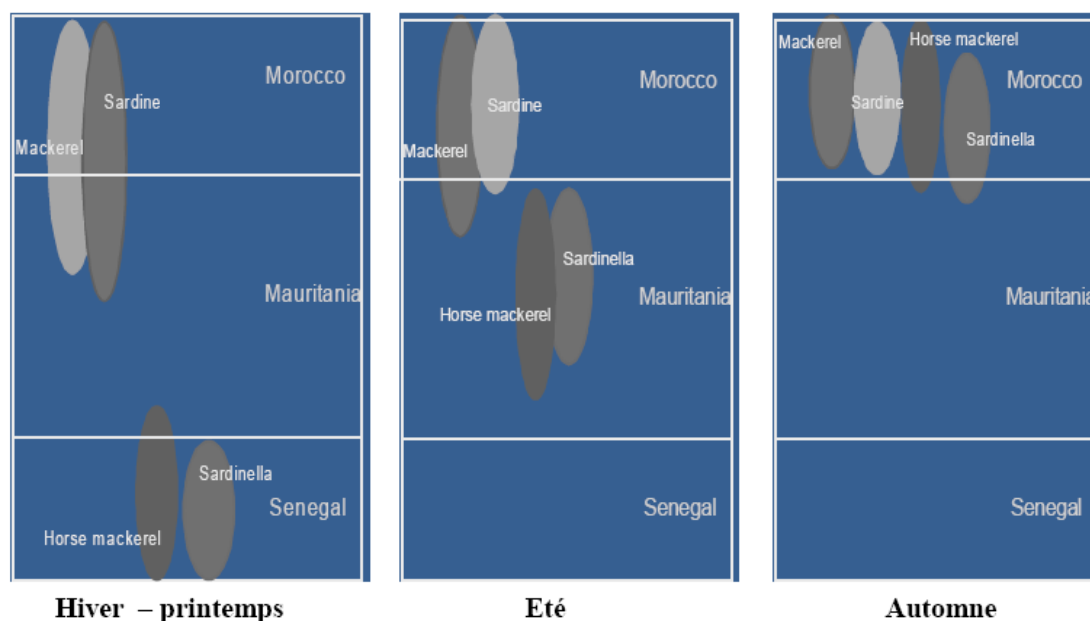 Morocco
Sardine
Mackerel
Mauritania
Sardinella
Senegal
Horse mackerel
Hiver – printemps
Morocco
Sardine
Mackerel
Sardinella
Mauritania
Horse mackerel
Senegal
Eté
Mackerel
Horse mackerel
Morocco
Sardine
Sardinella
Mauritania
Senegal
Automne